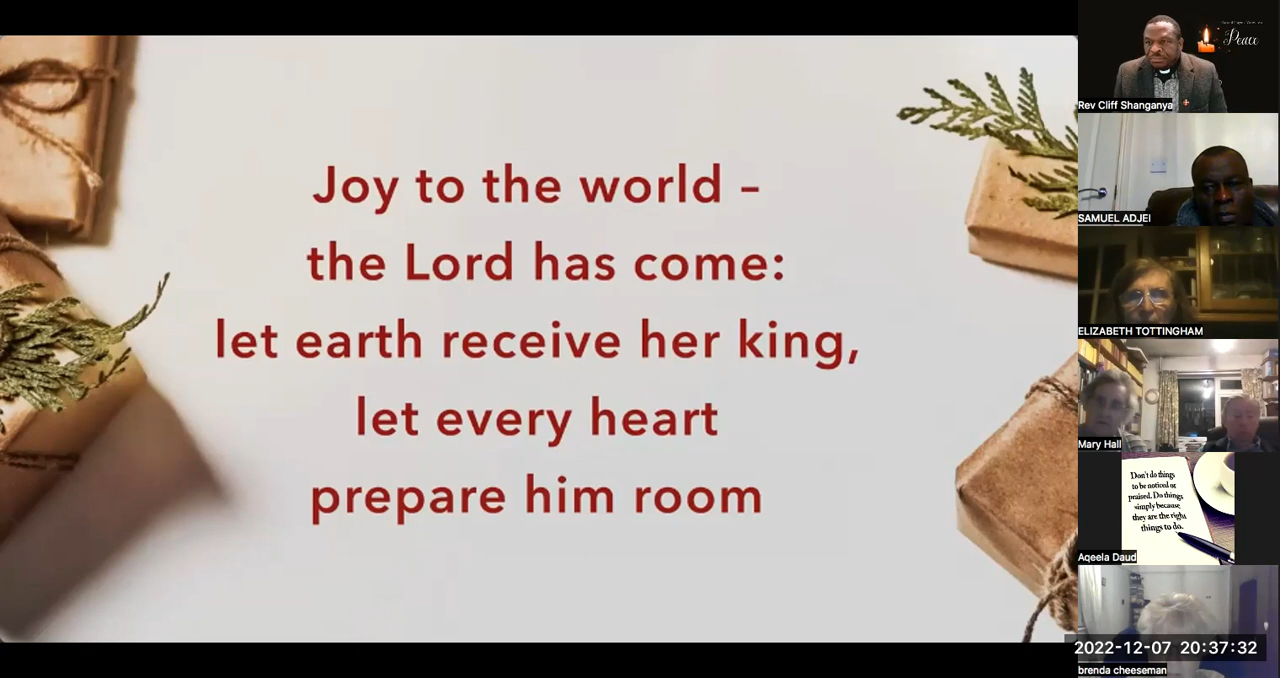 Joy to the world –
the Lord has come:
let earth receive her king,
let every heart
prepare him room
Peace
Rev Cliff Shanganya
SAMUEL ADJEI
ELIZABETH TOTTINGHAM
Mary Hall
Don't do things
to be noticed or
praised. Do things
simply because
they are the right
things to do.
Aqeela Daud
2022-12-07 20:37:32
brenda cheeseman